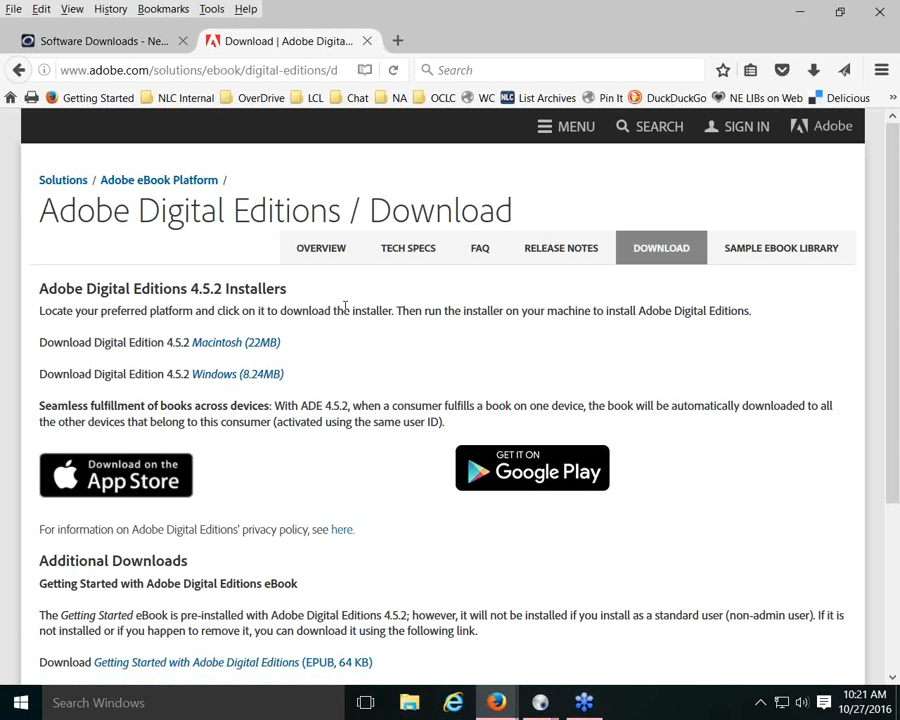 File Edit View History Bookmarks Tools Help
Software Downloads - Ne...
Download | Adobe Digita...
www.adobe.com/solutions/ebook/digital-editions/d
Search
Getting Started NLC Internal OverDrive LCL Chat NA OCLC WC NLC List Archives Pin It DuckDuckGo NE LIBs on Web Delicious »
MENU SEARCH SIGN IN Adobe
Solutions / Adobe eBook Platform /
Adobe Digital Editions / Download
OVERVIEW TECH SPECS FAQ RELEASE NOTES DOWNLOAD SAMPLE EBOOK LIBRARY
Adobe Digital Editions 4.5.2 Installers
Locate your preferred platform and click on it to download the installer. Then run the installer on your machine to install Adobe Digital Editions.
Download Digital Edition 4.5.2 Macintosh (22MB)
Download Digital Edition 4.5.2 Windows (8.24MB)
Seamless fulfillment of books across devices: With ADE 4.5.2, when a consumer fulfills a book on one device, the book will be automatically downloaded to all
the other devices that belong to this consumer (activated using the same user ID).
Download on the
App Store
GET IT ON
Google Play
For information on Adobe Digital Editions' privacy policy, see here.
Additional Downloads
Getting Started with Adobe Digital Editions eBook
The Getting Started eBook is pre-installed with Adobe Digital Editions 4.5.2; however, it will not be installed if you install as a standard user (non-admin user). If it is
not installed or if you happen to remove it, you can download it using the following link.
Download Getting Started with Adobe Digital Editions (EPUB, 64 KB)
Search Windows
10:21 AM
10/27/2016